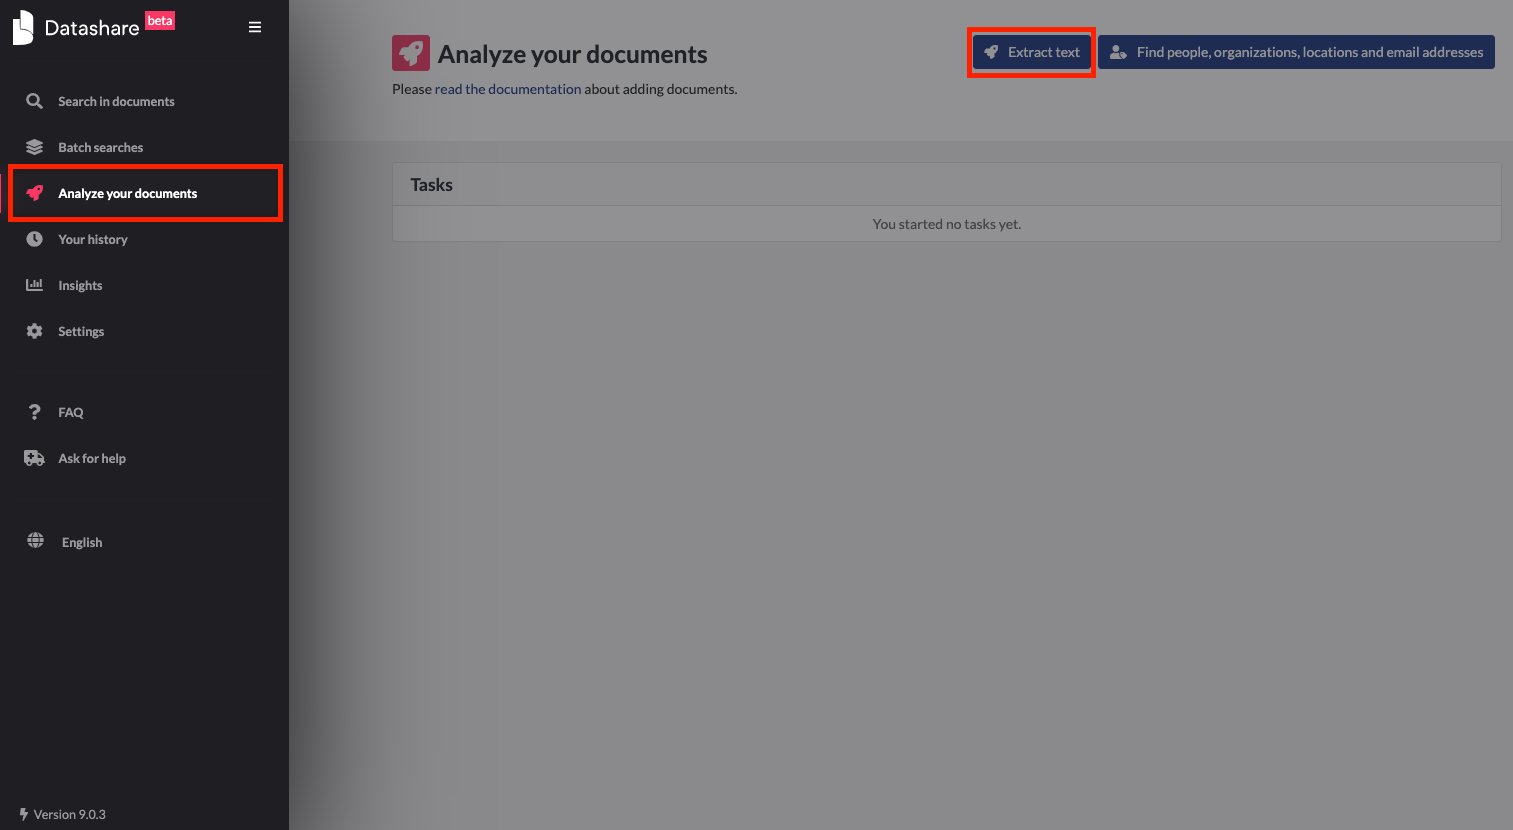 Datashare beta
Search in documents
Batch searches
Analyze your documents
Your history
Insights
Settings
FAQ
Ask for help
English
Version 9.0.3
Analyze your documents
Extract text
Find people, organizations, locations and email addresses
Please read the documentation about adding documents.
Tasks
You started no tasks yet.